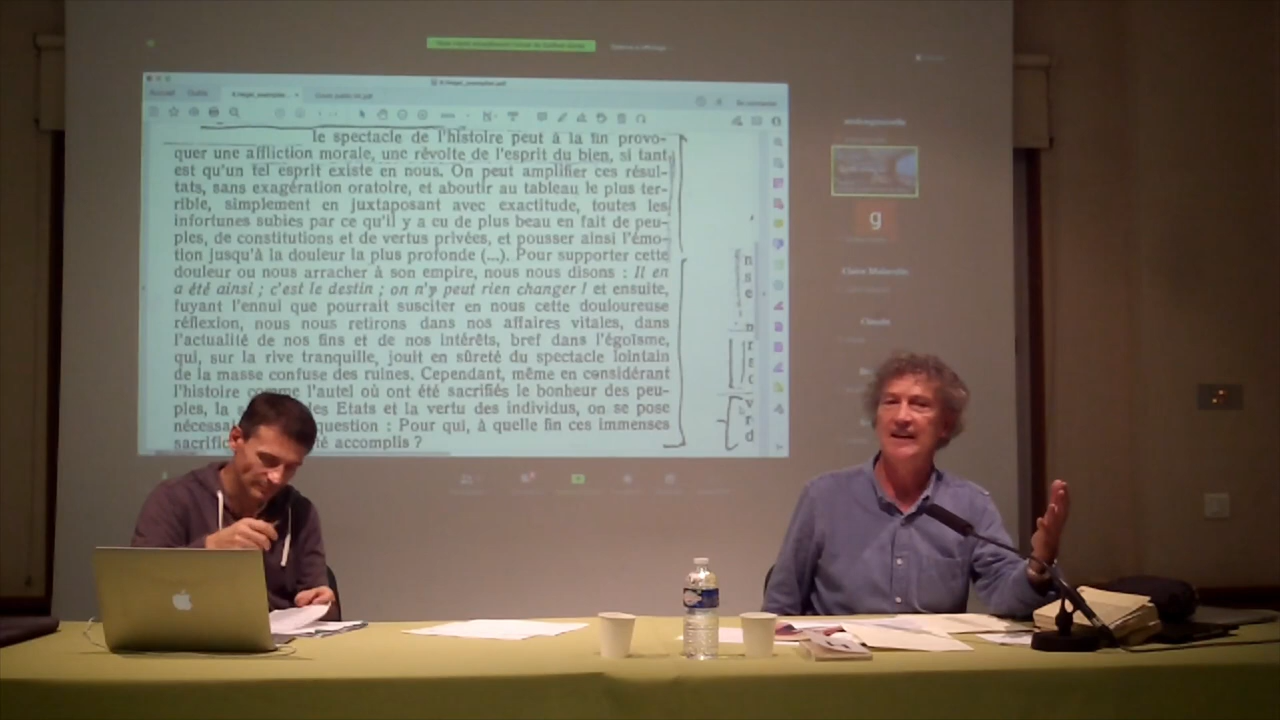 Accueil Outils
le spectacle de l'histoire peut à la fin provo-
quer une affliction morale, une révolte de l'esprit du bien, si tant
est qu'un tel esprit existe en nous. On peut amplifier ces résul-
tats, sans exagération oratoire, et aboutir au tableau le plus ter-
rible, simplement en juxtaposant avec exactitude, toutes les
infortunes subies par ce qu'il y a eu de plus beau en fait de peu-
ples, de constitutions et de vertus privées, et pousser ainsi l'émo-
tion jusqu'à la douleur la plus profonde (...). Pour supporter cette
douleur ou nous arracher à son empire, nous nous disons : Il en
a été ainsi ; c'est le destin ; on n'y peut rien changer ! et ensuite,
fuyant l'ennui que pourrait susciter en nous cette douloureuse
réflexion, nous nous retirons dans nos affaires vitales, dans
l'actualité de nos fins et de nos intérêts, bref dans l'égoïsme,
qui, sur la rive tranquille, jouit en sûreté du spectacle lointain
de la masse confuse des ruines. Cependant, même en considérant
l'histoire comme l'autel où ont été sacrifiés le bonheur des peu-
ples, la des Etats et la vertu des individus, on se pose
question : Pour qui, à quelle fin ces immenses
accomplis ?
n
s
e
n
r
s
d
v
r
d
g